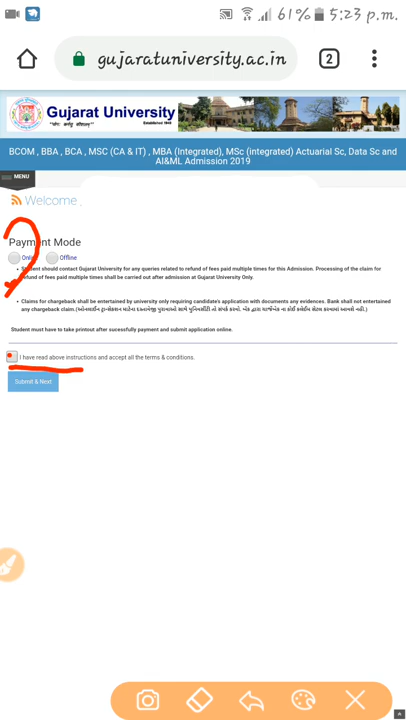 61% 5:23 p.m.
gujaratuniversity.ac.in
2
Gujarat University
BCOM , BBA , BCA , MSC (CA & IT) , MBA (Integrated), MSc (integrated) Actuarial Sc, Data Sc and
AI&ML Admission 2019
MENU
Welcome ,
Payment Mode
Online Offline
Student should contact Gujarat University for any queries related to refund of fees paid multiple times for this Admission. Processing of the claim for
refund of fees paid multiple times shall be carried out after admission at Gujarat University Only.
Claims for chargeback shall be entertained by university only requiring candidate's application with documents any evidences. Bank shall not entertained
any chargeback claim.
Student must have to take printout after sucessfully payment and submit application online.
I have read above instructions and accept all the terms & conditions.
Submit & Next